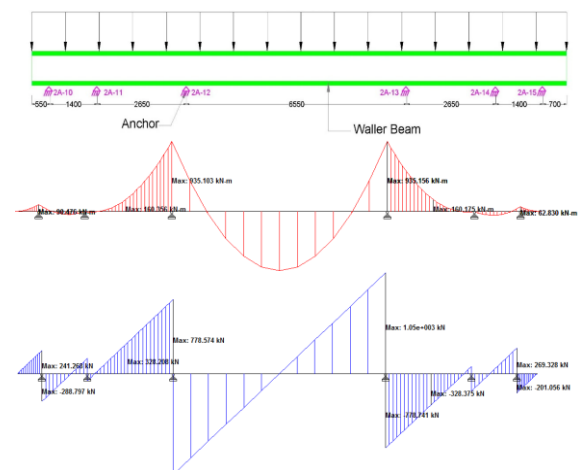 2A-10 2A-11 2A-12 2A-13 2A-14 2A-15
550 1400 2650 6550 2650 1400 700
Anchor Waller Beam
Max: 935.183 kN-m Max: 935.156 kN-m
Max: 90.476 kN-m Max: 160.356 kN-m Max: 160.175 kN-m Max: 62.830 kN-m
Max: 778.574 kN Max: 1.05e+003 kN
Max: 241.268 kN Max: 328.208 kN Max: 269.328 kN
Max: -288.797 kN Max: -778.741 kN Max: -328.375 kN Max: -201.056 kN